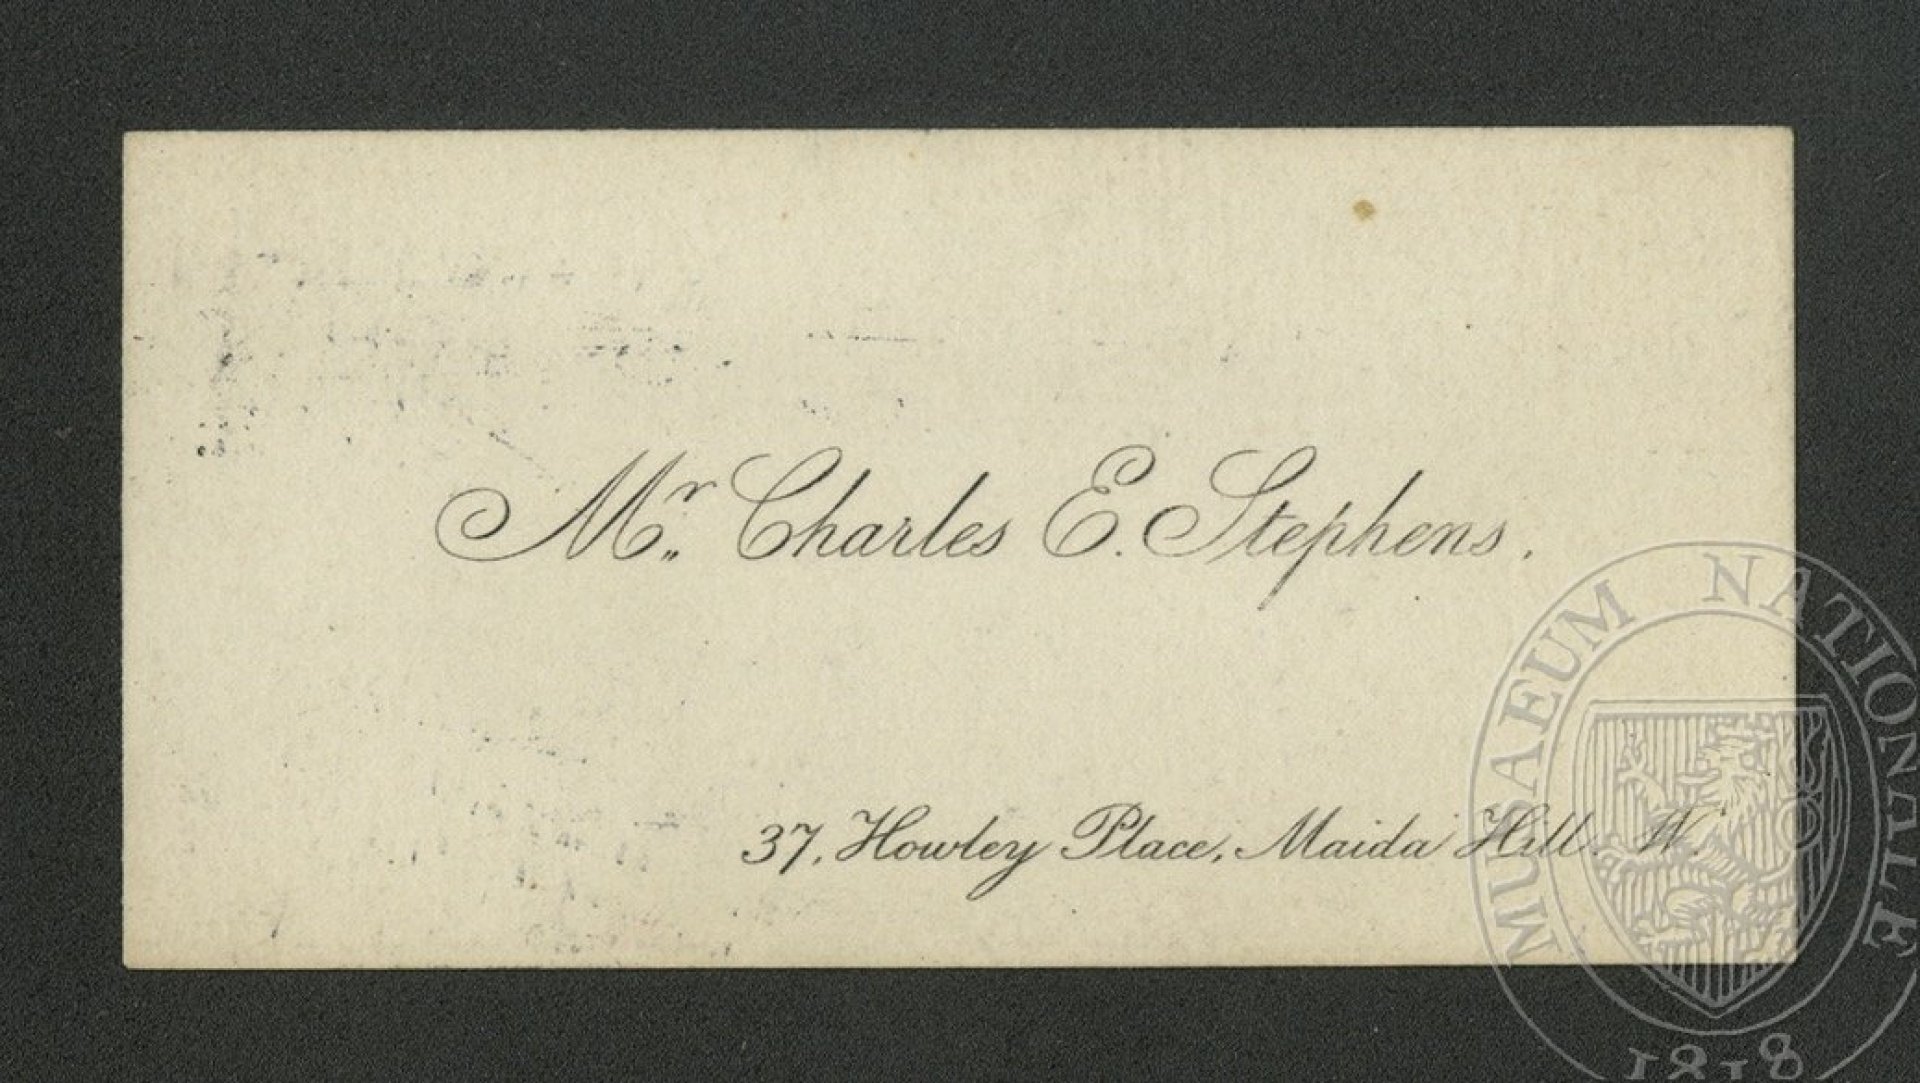 Mr. Charles E. Stephens.
37, Howley Place, Maida Hill. W.
MUSAEUM NATIONALE
1818